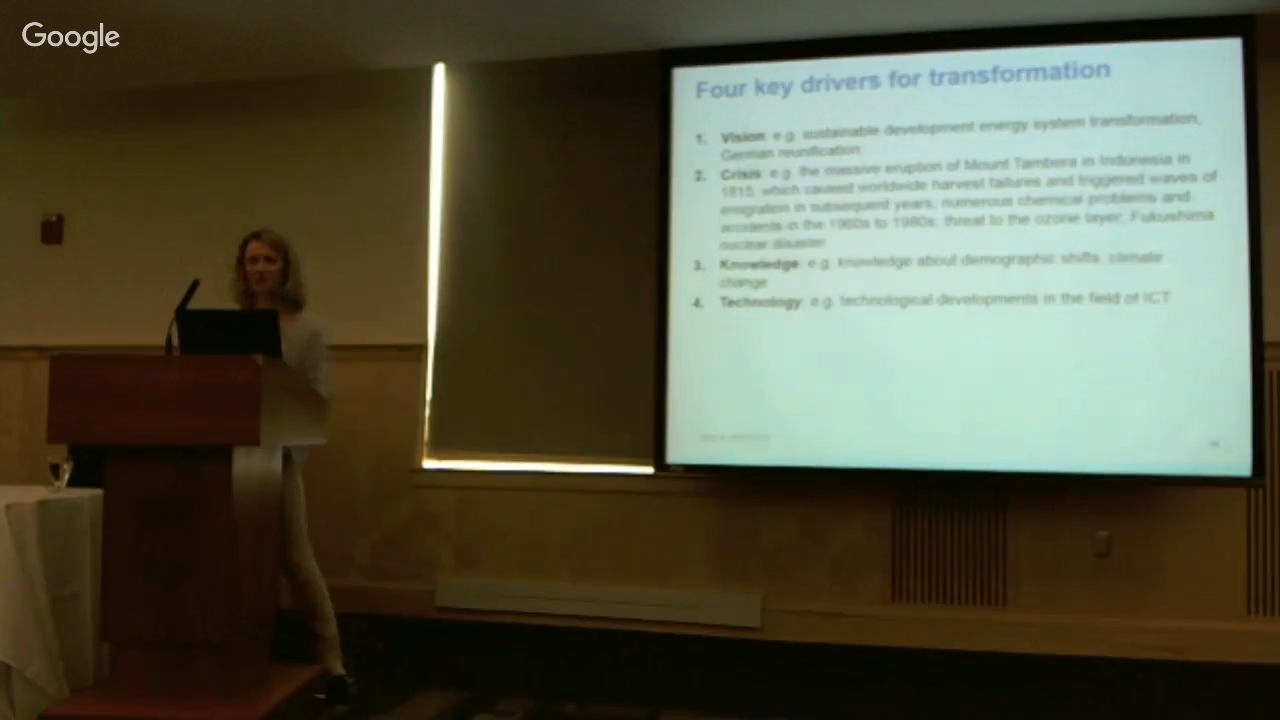 Google
Four key drivers for transformation
1. Vision: e.g. sustainable development energy system transformation,
German reunification
2. Crisis: e.g. the massive eruption of Mount Tambora in Indonesia in
1815, which caused worldwide harvest failures and triggered waves of
emigration in subsequent years; numerous chemical problems and
accidents in the 1960s to 1980s; threat to the ozone layer; Fukushima
nuclear disaster
3. Knowledge: e.g. knowledge about demographic shifts, climate
change
4. Technology: e.g. technological developments in the field of ICT